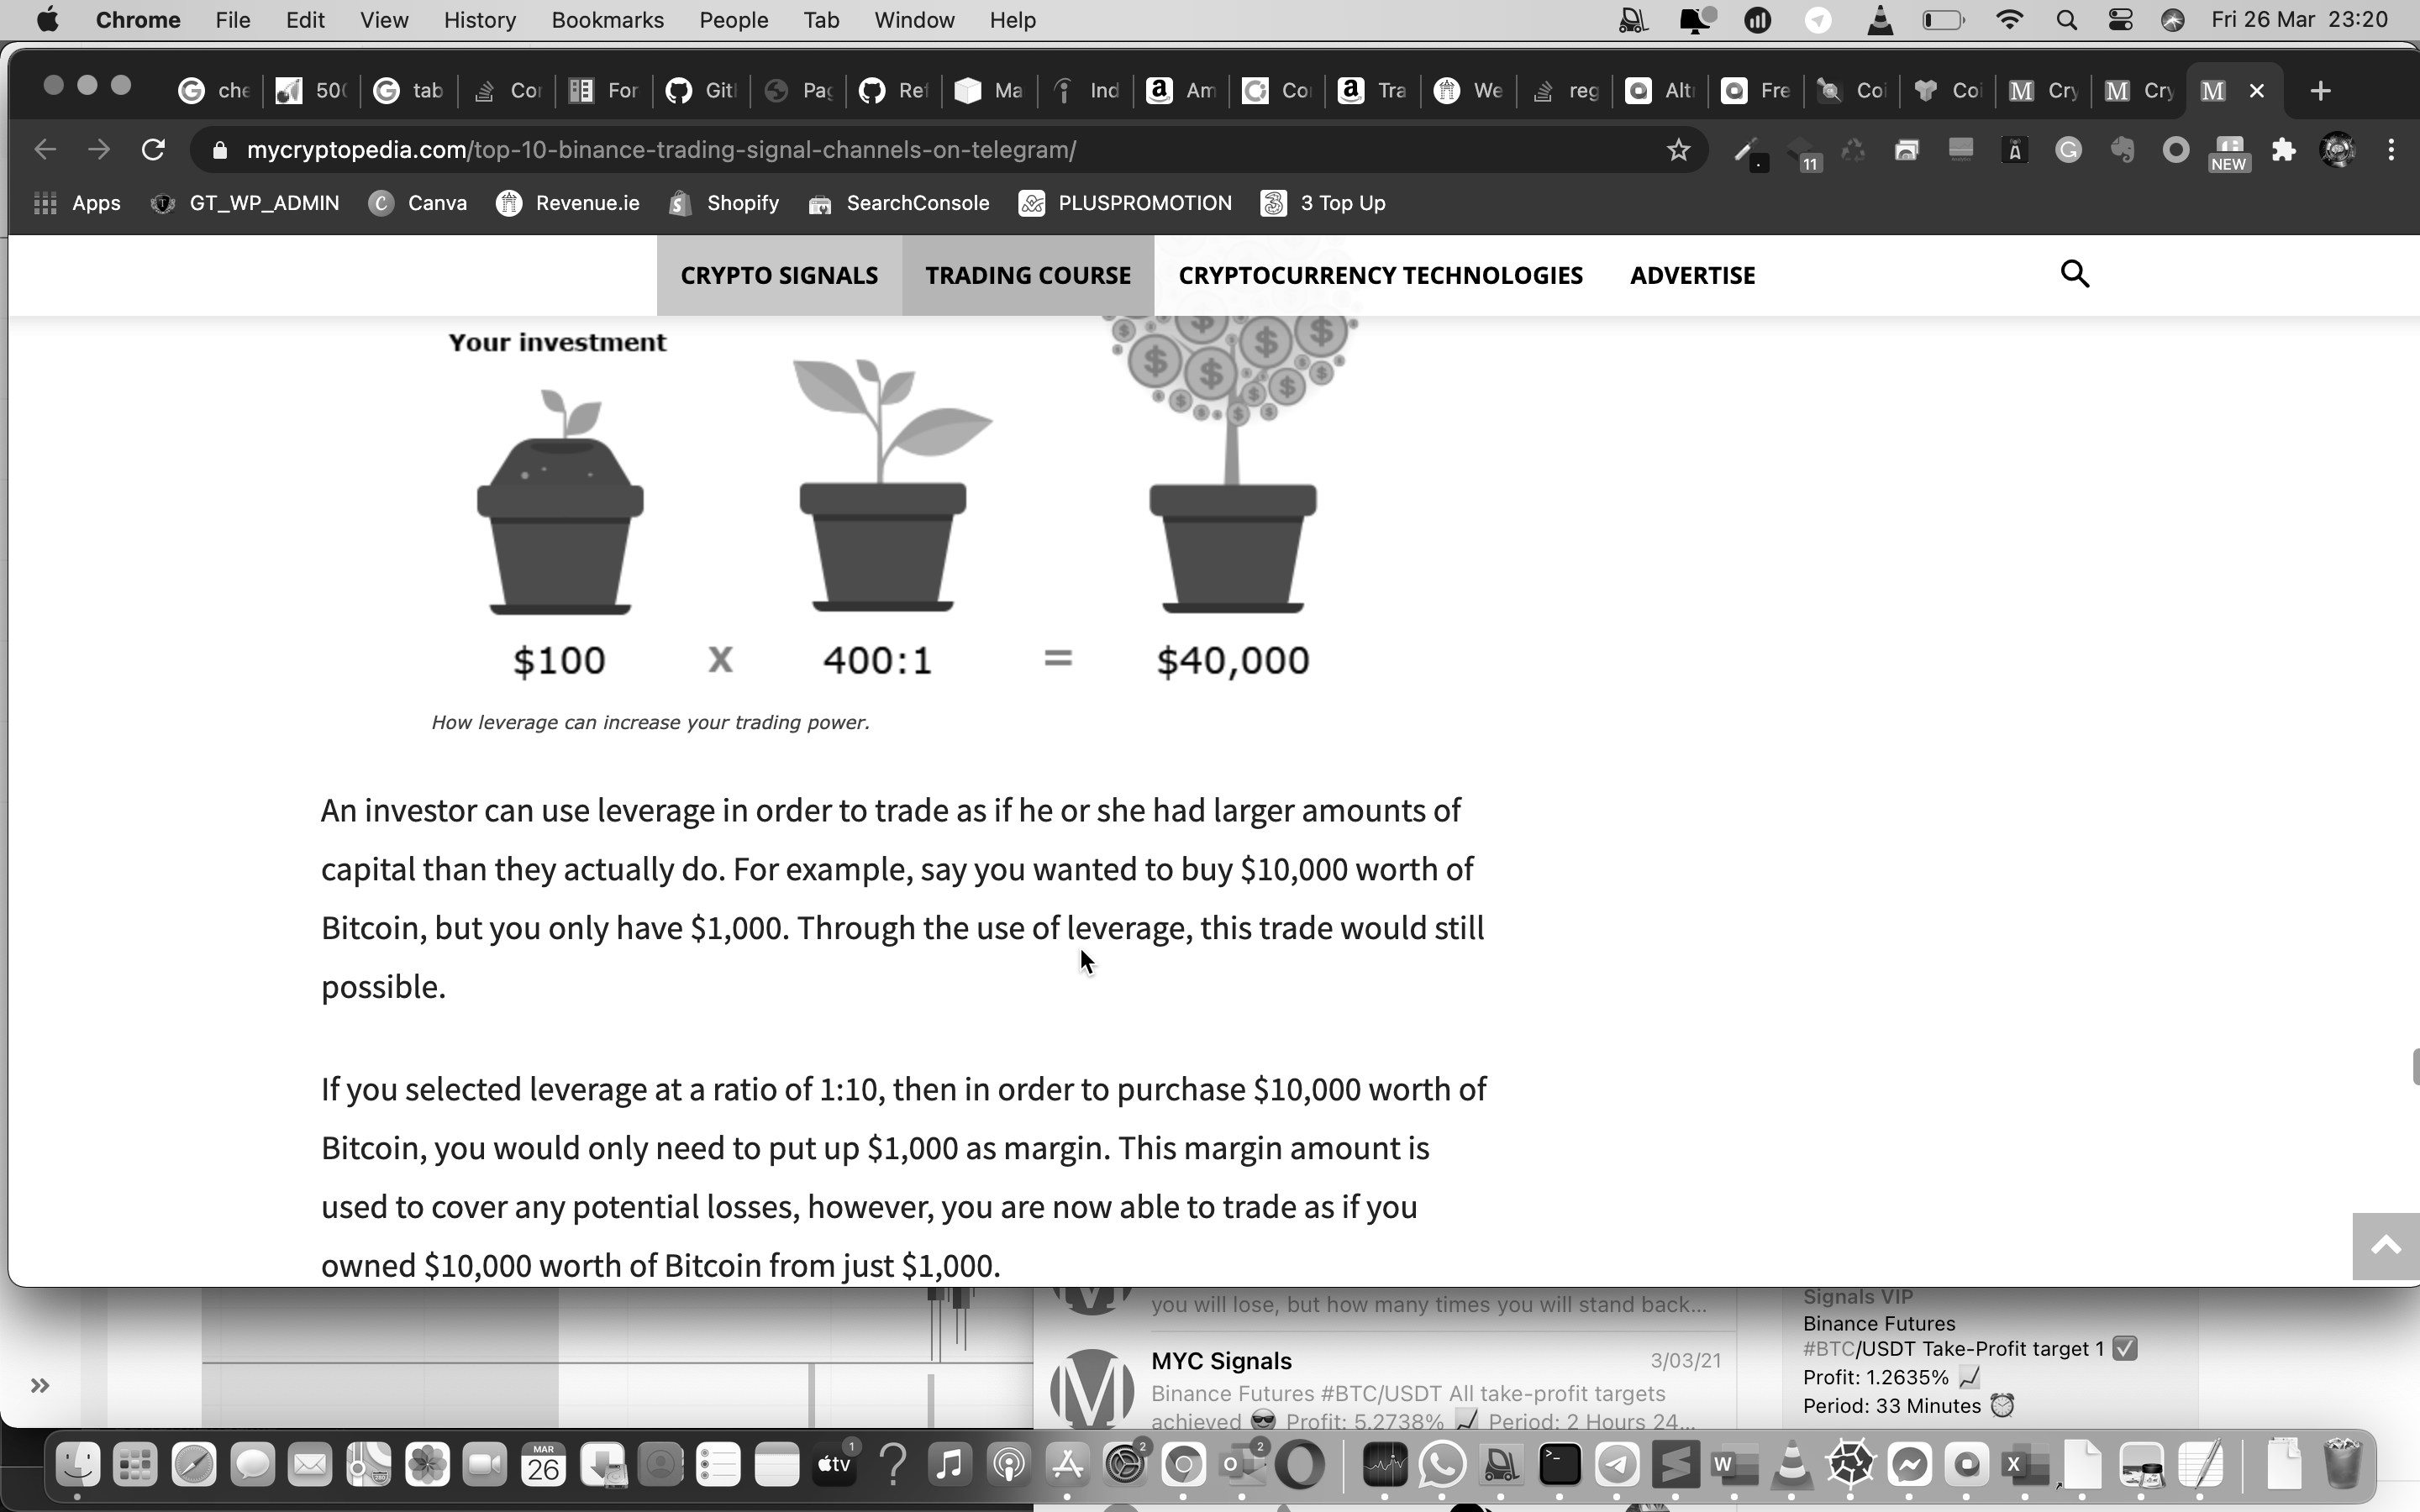 Chrome File Edit View History Bookmarks People Tab Window Help Fri 26 Mar 23:20
che 50( tab Cor For Git Pag Ref Ma Ind Am Co Tra We reg Alt Fre Coi Coi Cry Cry
mycryptopedia.com/top-10-binance-trading-signal-channels-on-telegram/
11 NEW
Apps GT_WP_ADMIN Canva Revenue.ie Shopify SearchConsole PLUSPROMOTION 3 Top Up
CRYPTO SIGNALS TRADING COURSE CRYPTOCURRENCY TECHNOLOGIES ADVERTISE
Your investment
$100 x 400:1 = $40,000
How leverage can increase your trading power.
An investor can use leverage in order to trade as if he or she had larger amounts of
capital than they actually do. For example, say you wanted to buy $10,000 worth of
Bitcoin, but you only have $1,000. Through the use of leverage, this trade would still
possible.
If you selected leverage at a ratio of 1:10, then in order to purchase $10,000 worth of
Bitcoin, you would only need to put up $1,000 as margin. This margin amount is
used to cover any potential losses, however, you are now able to trade as if you
owned $10,000 worth of Bitcoin from just $1,000.
you will lose, but how many times you will stand back...
MYC Signals 3/03/21
Binance Futures #BTC/USDT All take-profit targets
achieved 😎 Profit: 5.2738% 📈 Period: 2 Hours 24...
Signals VIP
Binance Futures
#BTC/USDT Take-Profit target 1 ☑️
Profit: 1.2635% 📈
Period: 33 Minutes ⏰
MAR
26
tv
1
2
2